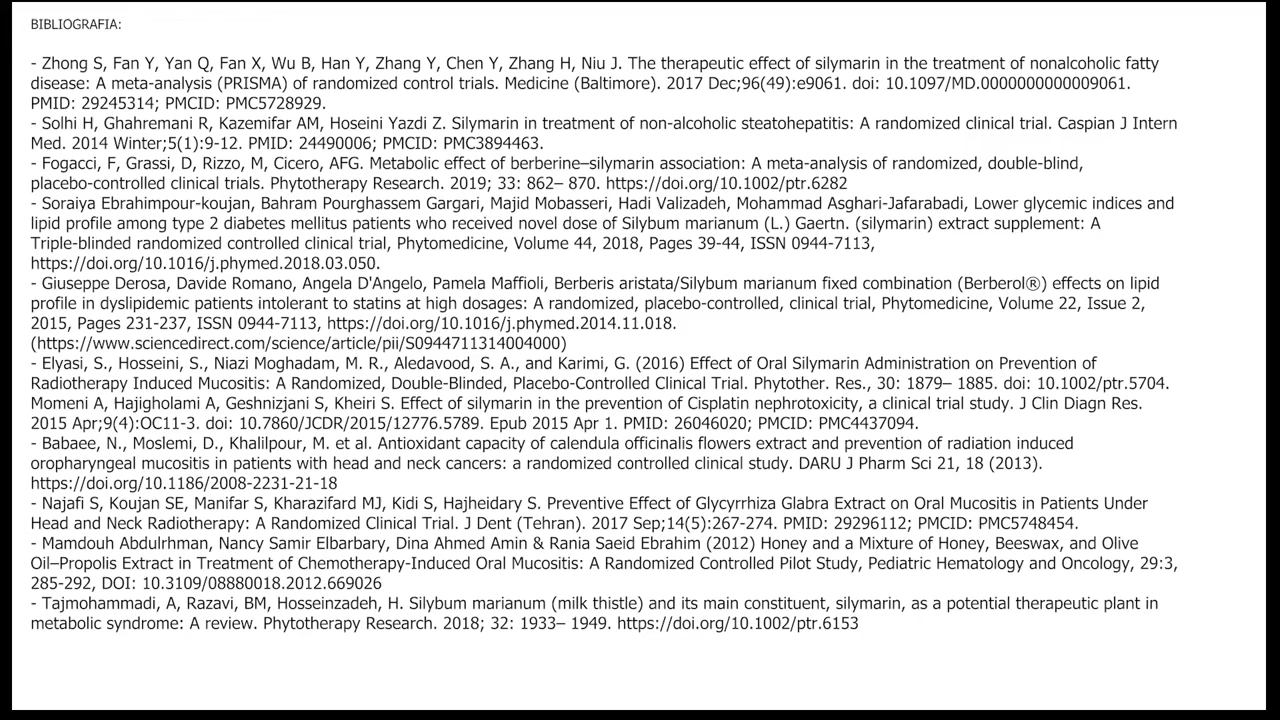 BIBLIOGRAFIA:
- Zhong S, Fan Y, Yan Q, Fan X, Wu B, Han Y, Zhang Y, Chen Y, Zhang H, Niu J. The therapeutic effect of silymarin in the treatment of nonalcoholic fatty
disease: A meta-analysis (PRISMA) of randomized control trials. Medicine (Baltimore). 2017 Dec;96(49):e9061. doi: 10.1097/MD.0000000000009061.
PMID: 29245314; PMCID: PMC5728929.
- Solhi H, Ghahremani R, Kazemifar AM, Hoseini Yazdi Z. Silymarin in treatment of non-alcoholic steatohepatitis: A randomized clinical trial. Caspian J Intern
Med. 2014 Winter;5(1):9-12. PMID: 24490006; PMCID: PMC3894463.
- Fogacci, F, Grassi, D, Rizzo, M, Cicero, AFG. Metabolic effect of berberine–silymarin association: A meta-analysis of randomized, double-blind,
placebo-controlled clinical trials. Phytotherapy Research. 2019; 33: 862– 870. https://doi.org/10.1002/ptr.6282
- Soraiya Ebrahimpour-koujan, Bahram Pourghassem Gargari, Majid Mobasseri, Hadi Valizadeh, Mohammad Asghari-Jafarabadi, Lower glycemic indices and
lipid profile among type 2 diabetes mellitus patients who received novel dose of Silybum marianum (L.) Gaertn. (silymarin) extract supplement: A
Triple-blinded randomized controlled clinical trial, Phytomedicine, Volume 44, 2018, Pages 39-44, ISSN 0944-7113,
https://doi.org/10.1016/j.phymed.2018.03.050.
- Giuseppe Derosa, Davide Romano, Angela D'Angelo, Pamela Maffioli, Berberis aristata/Silybum marianum fixed combination (Berberol®) effects on lipid
profile in dyslipidemic patients intolerant to statins at high dosages: A randomized, placebo-controlled, clinical trial, Phytomedicine, Volume 22, Issue 2,
2015, Pages 231-237, ISSN 0944-7113, https://doi.org/10.1016/j.phymed.2014.11.018.
(https://www.sciencedirect.com/science/article/pii/S0944711314004000)
- Elyasi, S., Hosseini, S., Niazi Moghadam, M. R., Aledavood, S. A., and Karimi, G. (2016) Effect of Oral Silymarin Administration on Prevention of
Radiotherapy Induced Mucositis: A Randomized, Double-Blinded, Placebo-Controlled Clinical Trial. Phytother. Res., 30: 1879– 1885. doi: 10.1002/ptr.5704.
Momeni A, Hajigholami A, Geshnizjani S, Kheiri S. Effect of silymarin in the prevention of Cisplatin nephrotoxicity, a clinical trial study. J Clin Diagn Res.
2015 Apr;9(4):OC11-3. doi: 10.7860/JCDR/2015/12776.5789. Epub 2015 Apr 1. PMID: 26046020; PMCID: PMC4437094.
- Babaee, N., Moslemi, D., Khalilpour, M. et al. Antioxidant capacity of calendula officinalis flowers extract and prevention of radiation induced
oropharyngeal mucositis in patients with head and neck cancers: a randomized controlled clinical study. DARU J Pharm Sci 21, 18 (2013).
https://doi.org/10.1186/2008-2231-21-18
- Najafi S, Koujan SE, Manifar S, Kharazifard MJ, Kidi S, Hajheidary S. Preventive Effect of Glycyrrhiza Glabra Extract on Oral Mucositis in Patients Under
Head and Neck Radiotherapy: A Randomized Clinical Trial. J Dent (Tehran). 2017 Sep;14(5):267-274. PMID: 29296112; PMCID: PMC5748454.
- Mamdouh Abdulrhman, Nancy Samir Elbarbary, Dina Ahmed Amin & Rania Saeid Ebrahim (2012) Honey and a Mixture of Honey, Beeswax, and Olive
Oil–Propolis Extract in Treatment of Chemotherapy-Induced Oral Mucositis: A Randomized Controlled Pilot Study, Pediatric Hematology and Oncology, 29:3,
285-292, DOI: 10.3109/08880018.2012.669026
- Tajmohammadi, A, Razavi, BM, Hosseinzadeh, H. Silybum marianum (milk thistle) and its main constituent, silymarin, as a potential therapeutic plant in
metabolic syndrome: A review. Phytotherapy Research. 2018; 32: 1933– 1949. https://doi.org/10.1002/ptr.6153